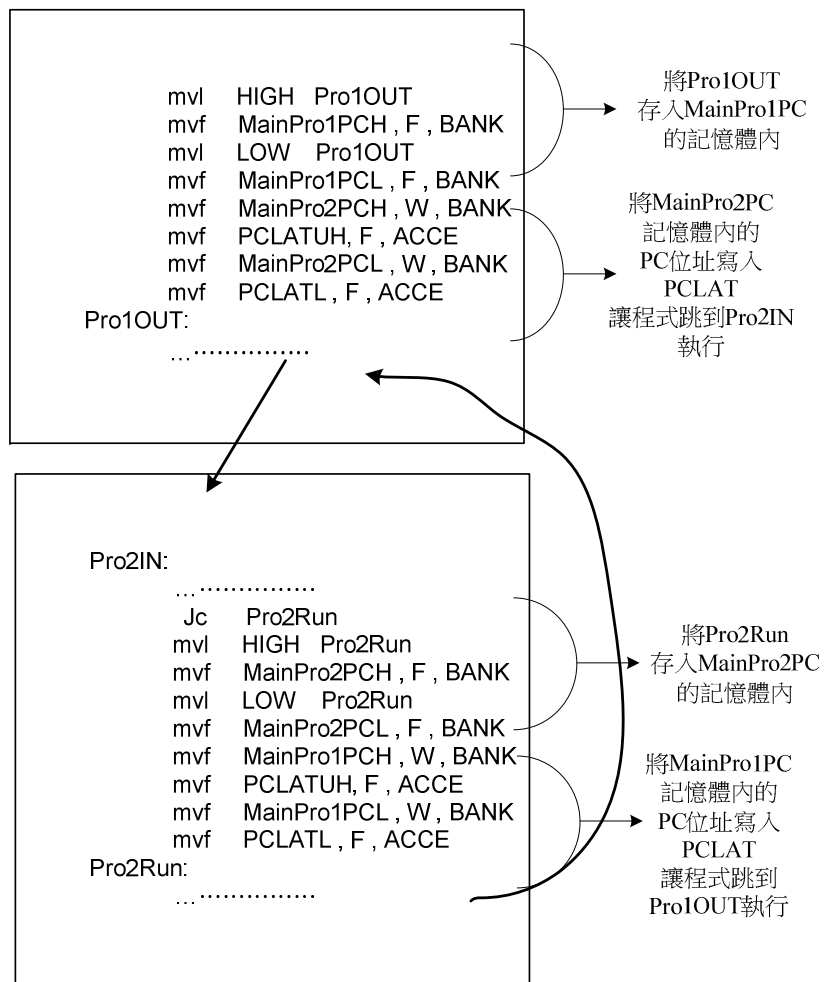 mvl HIGH Pro1OUT
mvf MainPro1PCH , F , BANK
mvl LOW Pro1OUT
mvf MainPro1PCL , F , BANK
mvf MainPro2PCH , W , BANK
mvf PCLATUH, F , ACCE
mvf MainPro2PCL , W , BANK
mvf PCLATL , F , ACCE
Pro1OUT:
... ...............
將Pro1OUT
存入MainPro1PC
的記憶體內
將MainPro2PC
記憶體內的
PC位址寫入
PCLAT
讓程式跳到Pro2IN
執行
Pro2IN:
... ...............
Jc Pro2Run
mvl HIGH Pro2Run
mvf MainPro2PCH , F , BANK
mvl LOW Pro2Run
mvf MainPro2PCL , F , BANK
mvf MainPro1PCH , W , BANK
mvf PCLATUH, F , ACCE
mvf MainPro1PCL , W , BANK
mvf PCLATL , F , ACCE
Pro2Run:
... ...............
將Pro2Run
存入MainPro2PC
的記憶體內
將MainPro1PC
記憶體內的
PC位址寫入
PCLAT
讓程式跳到
Pro1OUT執行